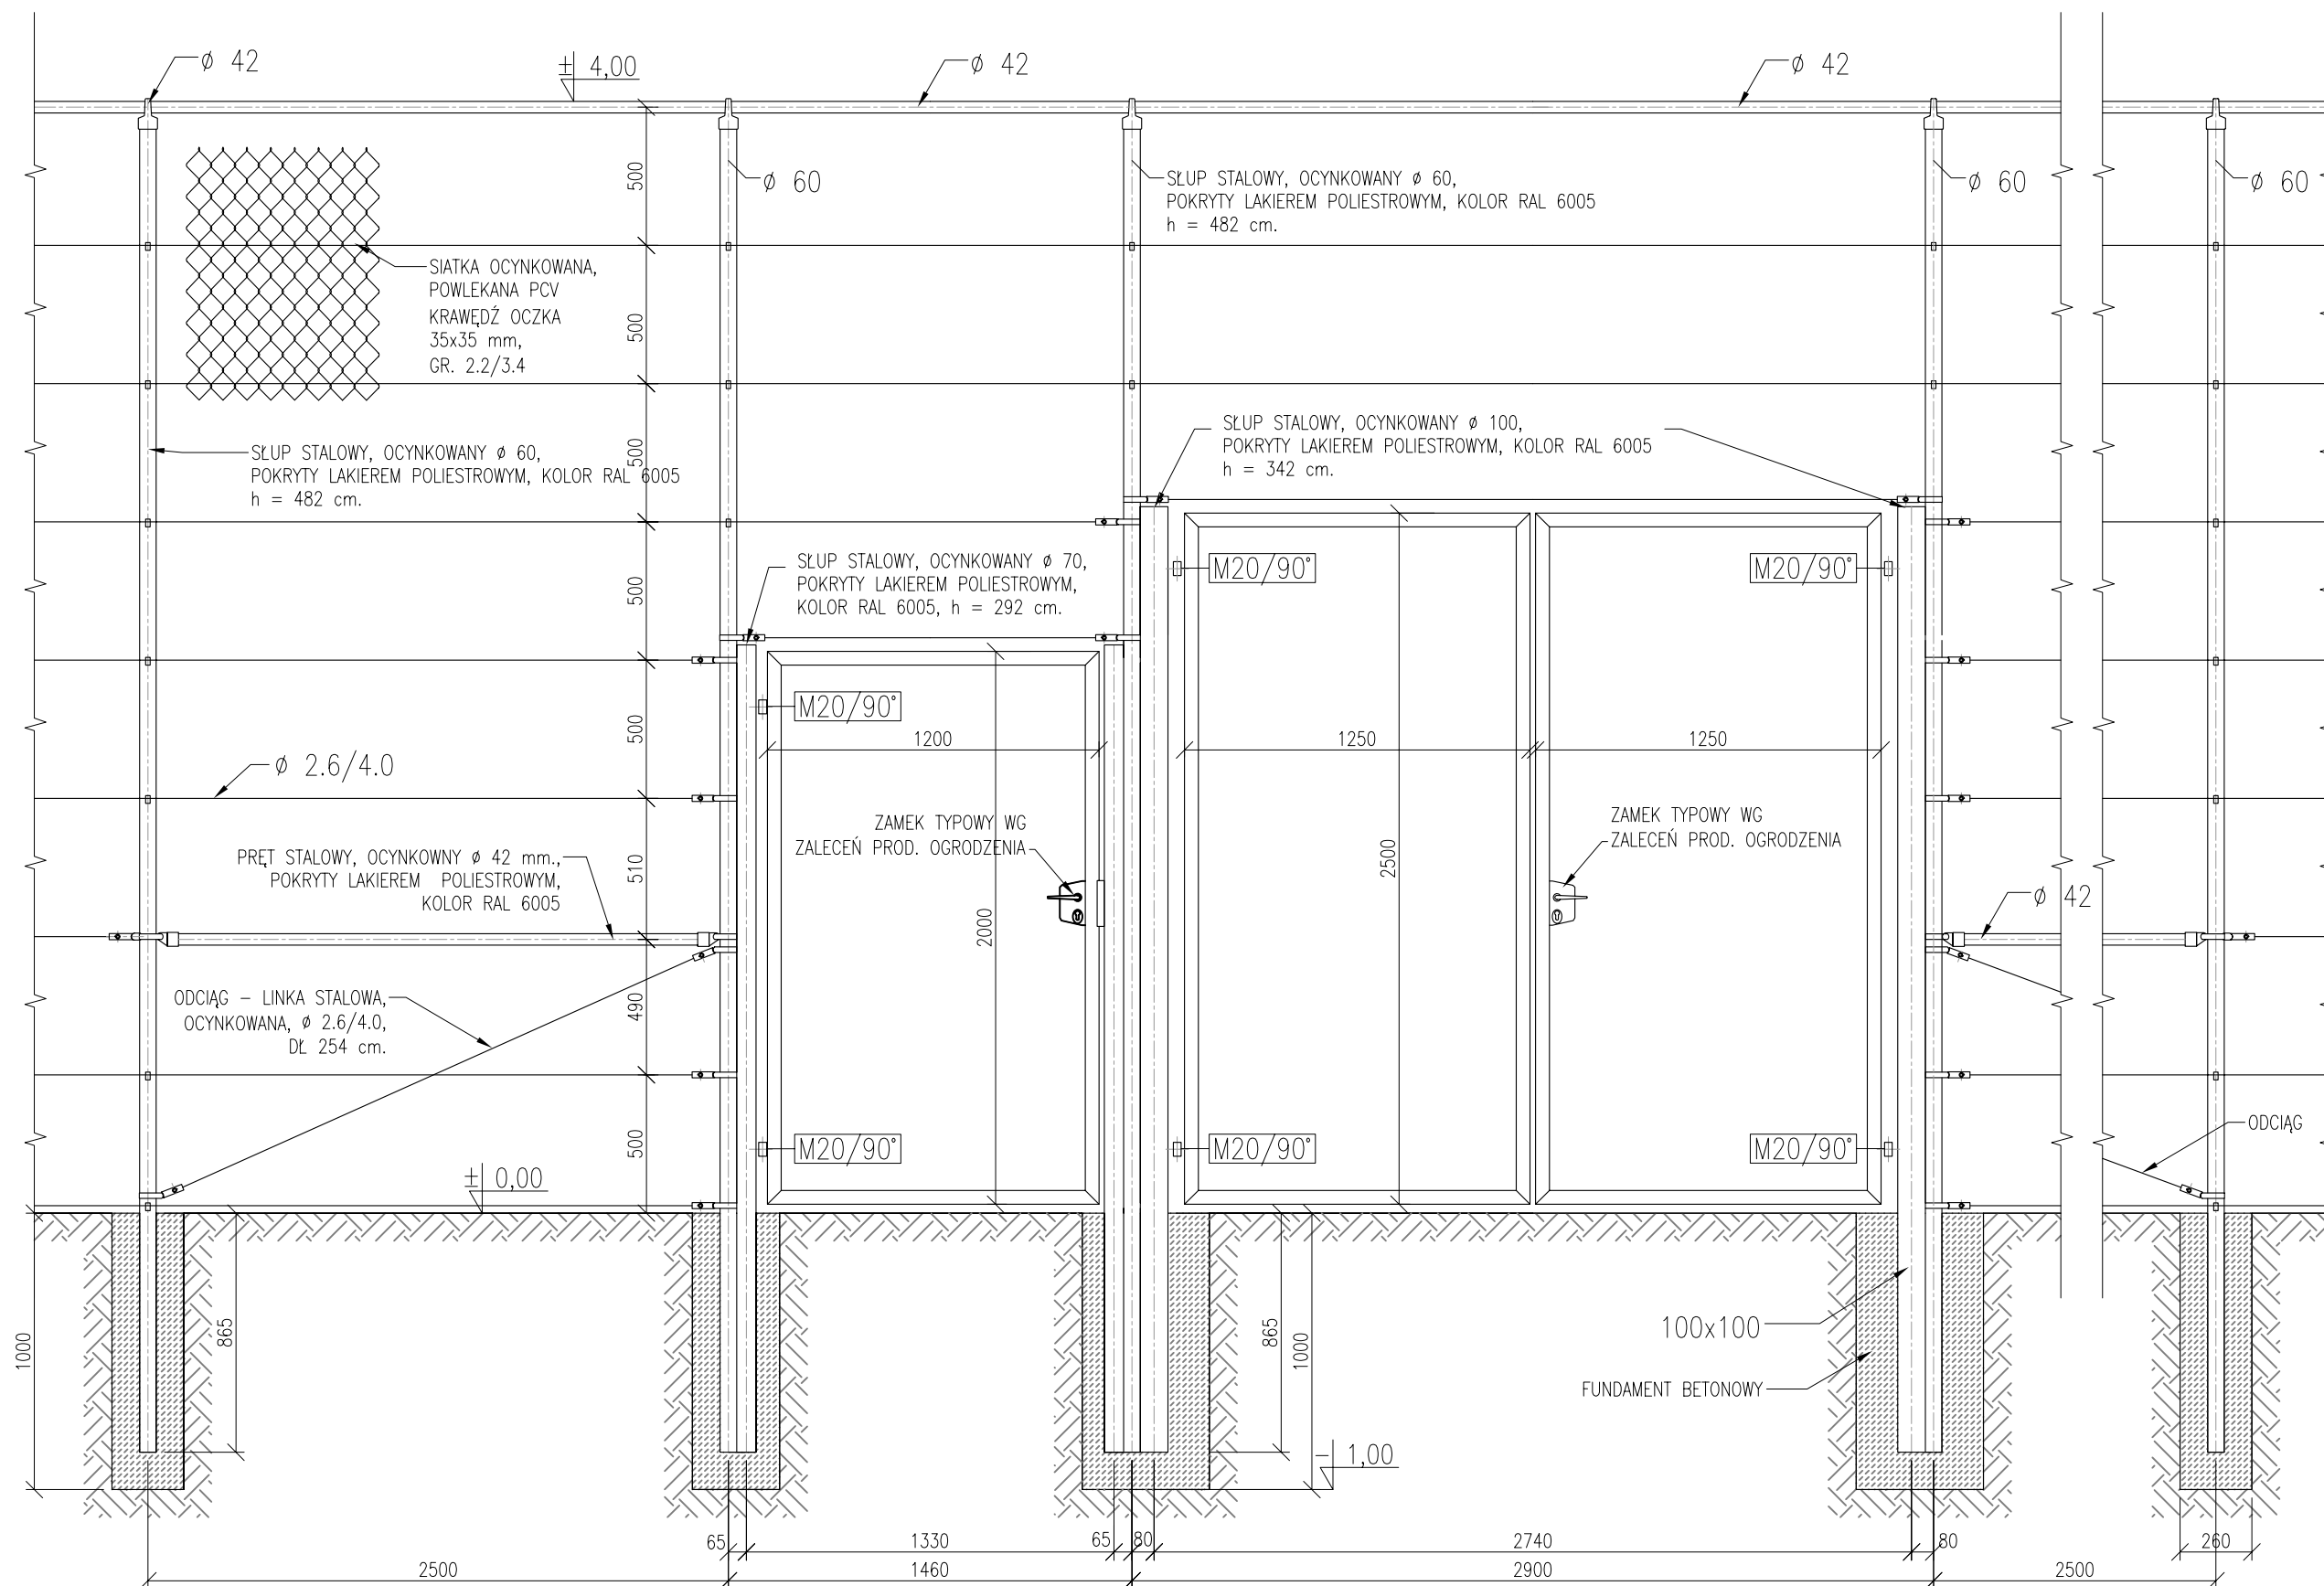 ø 42
± 4,00
ø 42
ø 42
ø 60
SŁUP STALOWY, OCYNKOWANY ø 60,
POKRYTY LAKIEREM POLIESTROWYM, KOLOR RAL 6005
h = 482 cm.
ø 60
ø 60
500
SIATKA OCYNKOWANA,
POWLEKANA PCV
KRAWĘDŹ OCZKA
35x35 mm,
GR. 2.2/3.4
500
SŁUP STALOWY, OCYNKOWANY ø 60,
POKRYTY LAKIEREM POLIESTROWYM, KOLOR RAL 6005
h = 482 cm.
500
SŁUP STALOWY, OCYNKOWANY ø 100,
POKRYTY LAKIEREM POLIESTROWYM, KOLOR RAL 6005
h = 342 cm.
SŁUP STALOWY, OCYNKOWANY ø 70,
POKRYTY LAKIEREM POLIESTROWYM,
KOLOR RAL 6005, h = 292 cm.
500
M20/90°
M20/90°
M20/90°
500
1200
1250
1250
ø 2.6/4.0
ZAMEK TYPOWY WG
ZALECEŃ PROD. OGRODZENIA
ZAMEK TYPOWY WG
ZALECEŃ PROD. OGRODZENIA
PRĘT STALOWY, OCYNKOWNY ø 42 mm.,
POKRYTY LAKIEREM POLIESTROWYM,
KOLOR RAL 6005
510
2000
2500
ø 42
ODCIĄG – LINKA STALOWA,
OCYNKOWANA, ø 2.6/4.0,
DŁ 254 cm.
490
500
M20/90°
M20/90°
M20/90°
ODCIĄG
± 0,00
1000
865
865
1000
100x100
FUNDAMENT BETONOWY
– 1,00
65
1330
65
80
2740
80
260
2500
1460
2900
2500